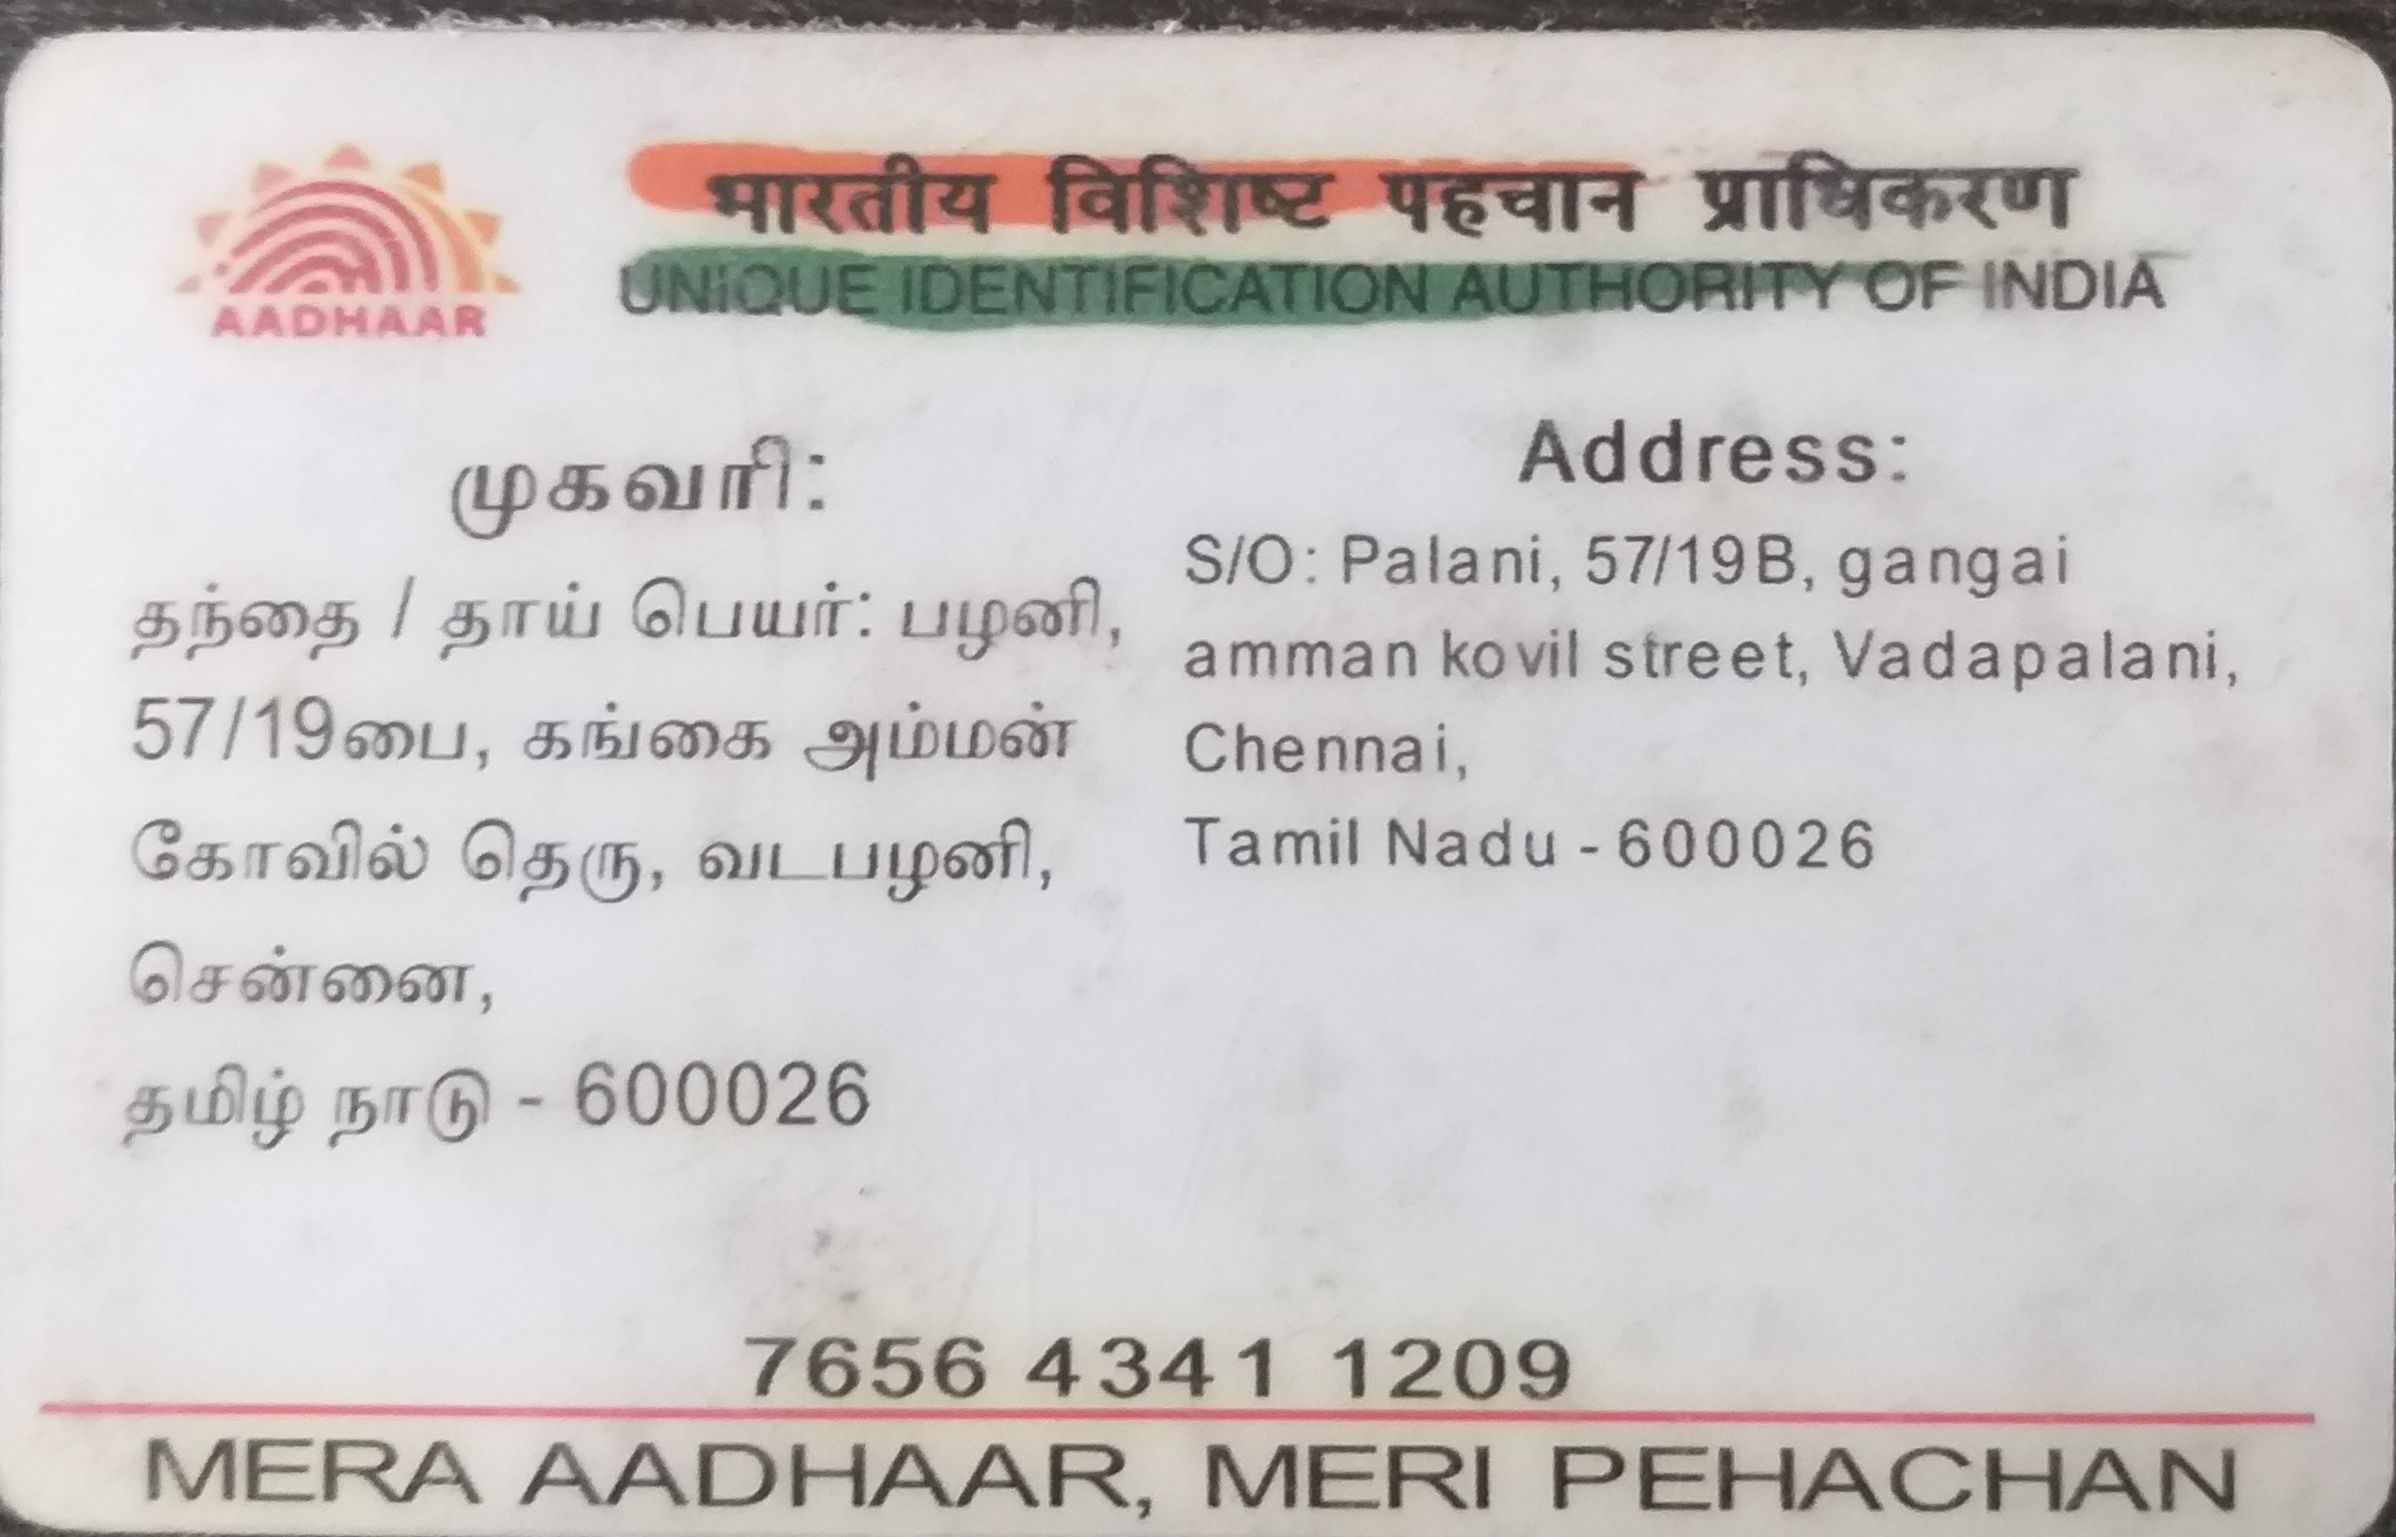 AADHAAR
भारतीय विशिष्ट पहचान प्राधिकरण
UNIQUE IDENTIFICATION AUTHORITY OF INDIA
முகவரி:
தந்தை / தாய் பெயர்: பழனி,
57/19பை, கங்கை அம்மன்
கோவில் தெரு, வடபழனி,
சென்னை,
தமிழ் நாடு - 600026
Address:
S/O: Palani, 57/19B, gangai
amman kovil street, Vadapalani,
Chennai,
Tamil Nadu - 600026
7656 4341 1209
MERA AADHAAR, MERI PEHACHAN